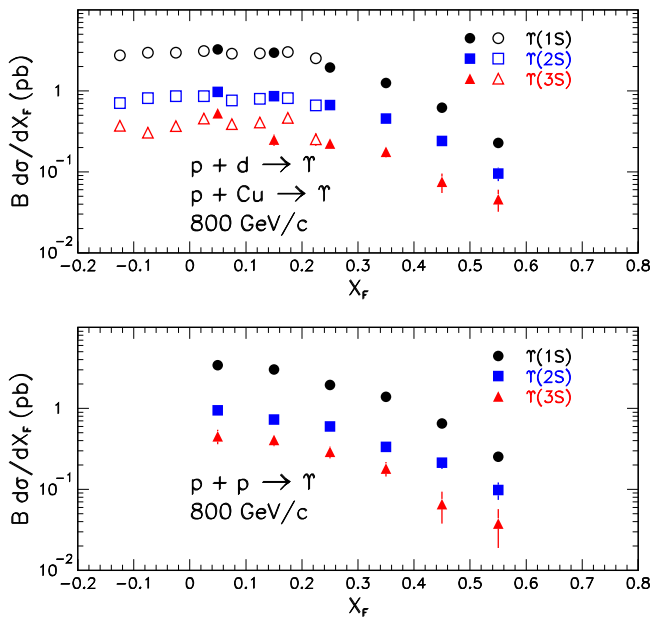 B dσ/dX_F (pb)
1
10⁻¹
10⁻²
ϒ(1S)
ϒ(2S)
ϒ(3S)
p + d → ϒ
p + Cu → ϒ
800 GeV/c
-0.2 -0.1 0 0.1 0.2 0.3 0.4 0.5 0.6 0.7 0.8
X_F
B dσ/dX_F (pb)
1
10⁻¹
10⁻²
ϒ(1S)
ϒ(2S)
ϒ(3S)
p + p → ϒ
800 GeV/c
-0.2 -0.1 0 0.1 0.2 0.3 0.4 0.5 0.6 0.7 0.8
X_F